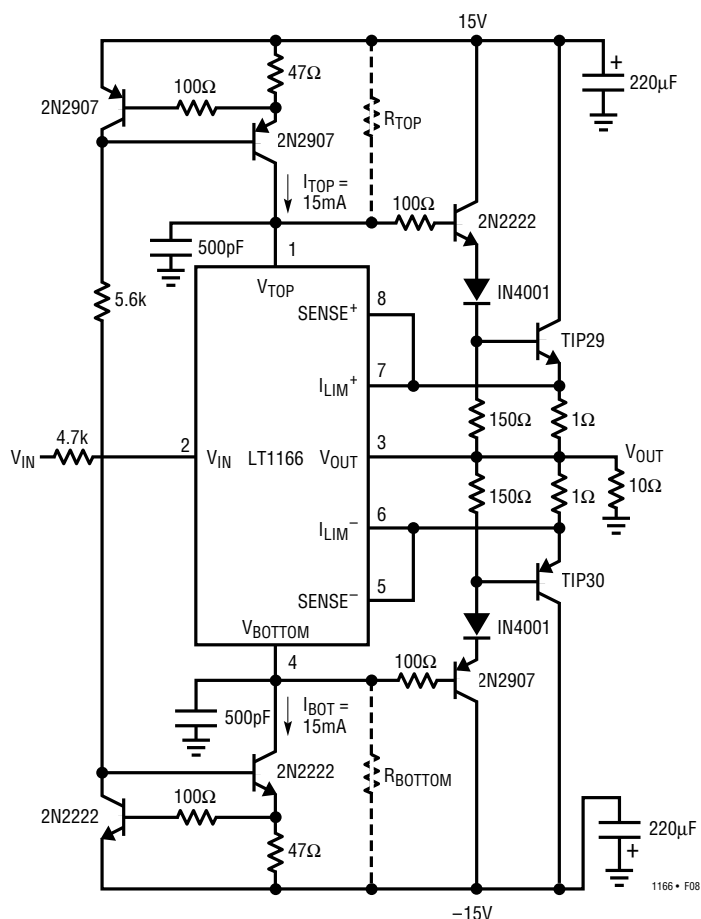 15V
47Ω
100Ω
+
220µF
2N2907
R_TOP
2N2907
I_TOP =
15mA
100Ω
2N2222
500pF
1
V_TOP
IN4001
5.6k
SENSE+
8
TIP29
7
I_LIM+
150Ω
1Ω
4.7k
2
3
V_OUT
V_IN
V_IN
LT1166
V_OUT
10Ω
150Ω
1Ω
6
I_LIM–
TIP30
5
SENSE–
IN4001
V_BOTTOM
4
100Ω
2N2907
I_BOT =
15mA
500pF
2N2222
R_BOTTOM
2N2222
100Ω
220µF
47Ω
+
1166 • F08
–15V